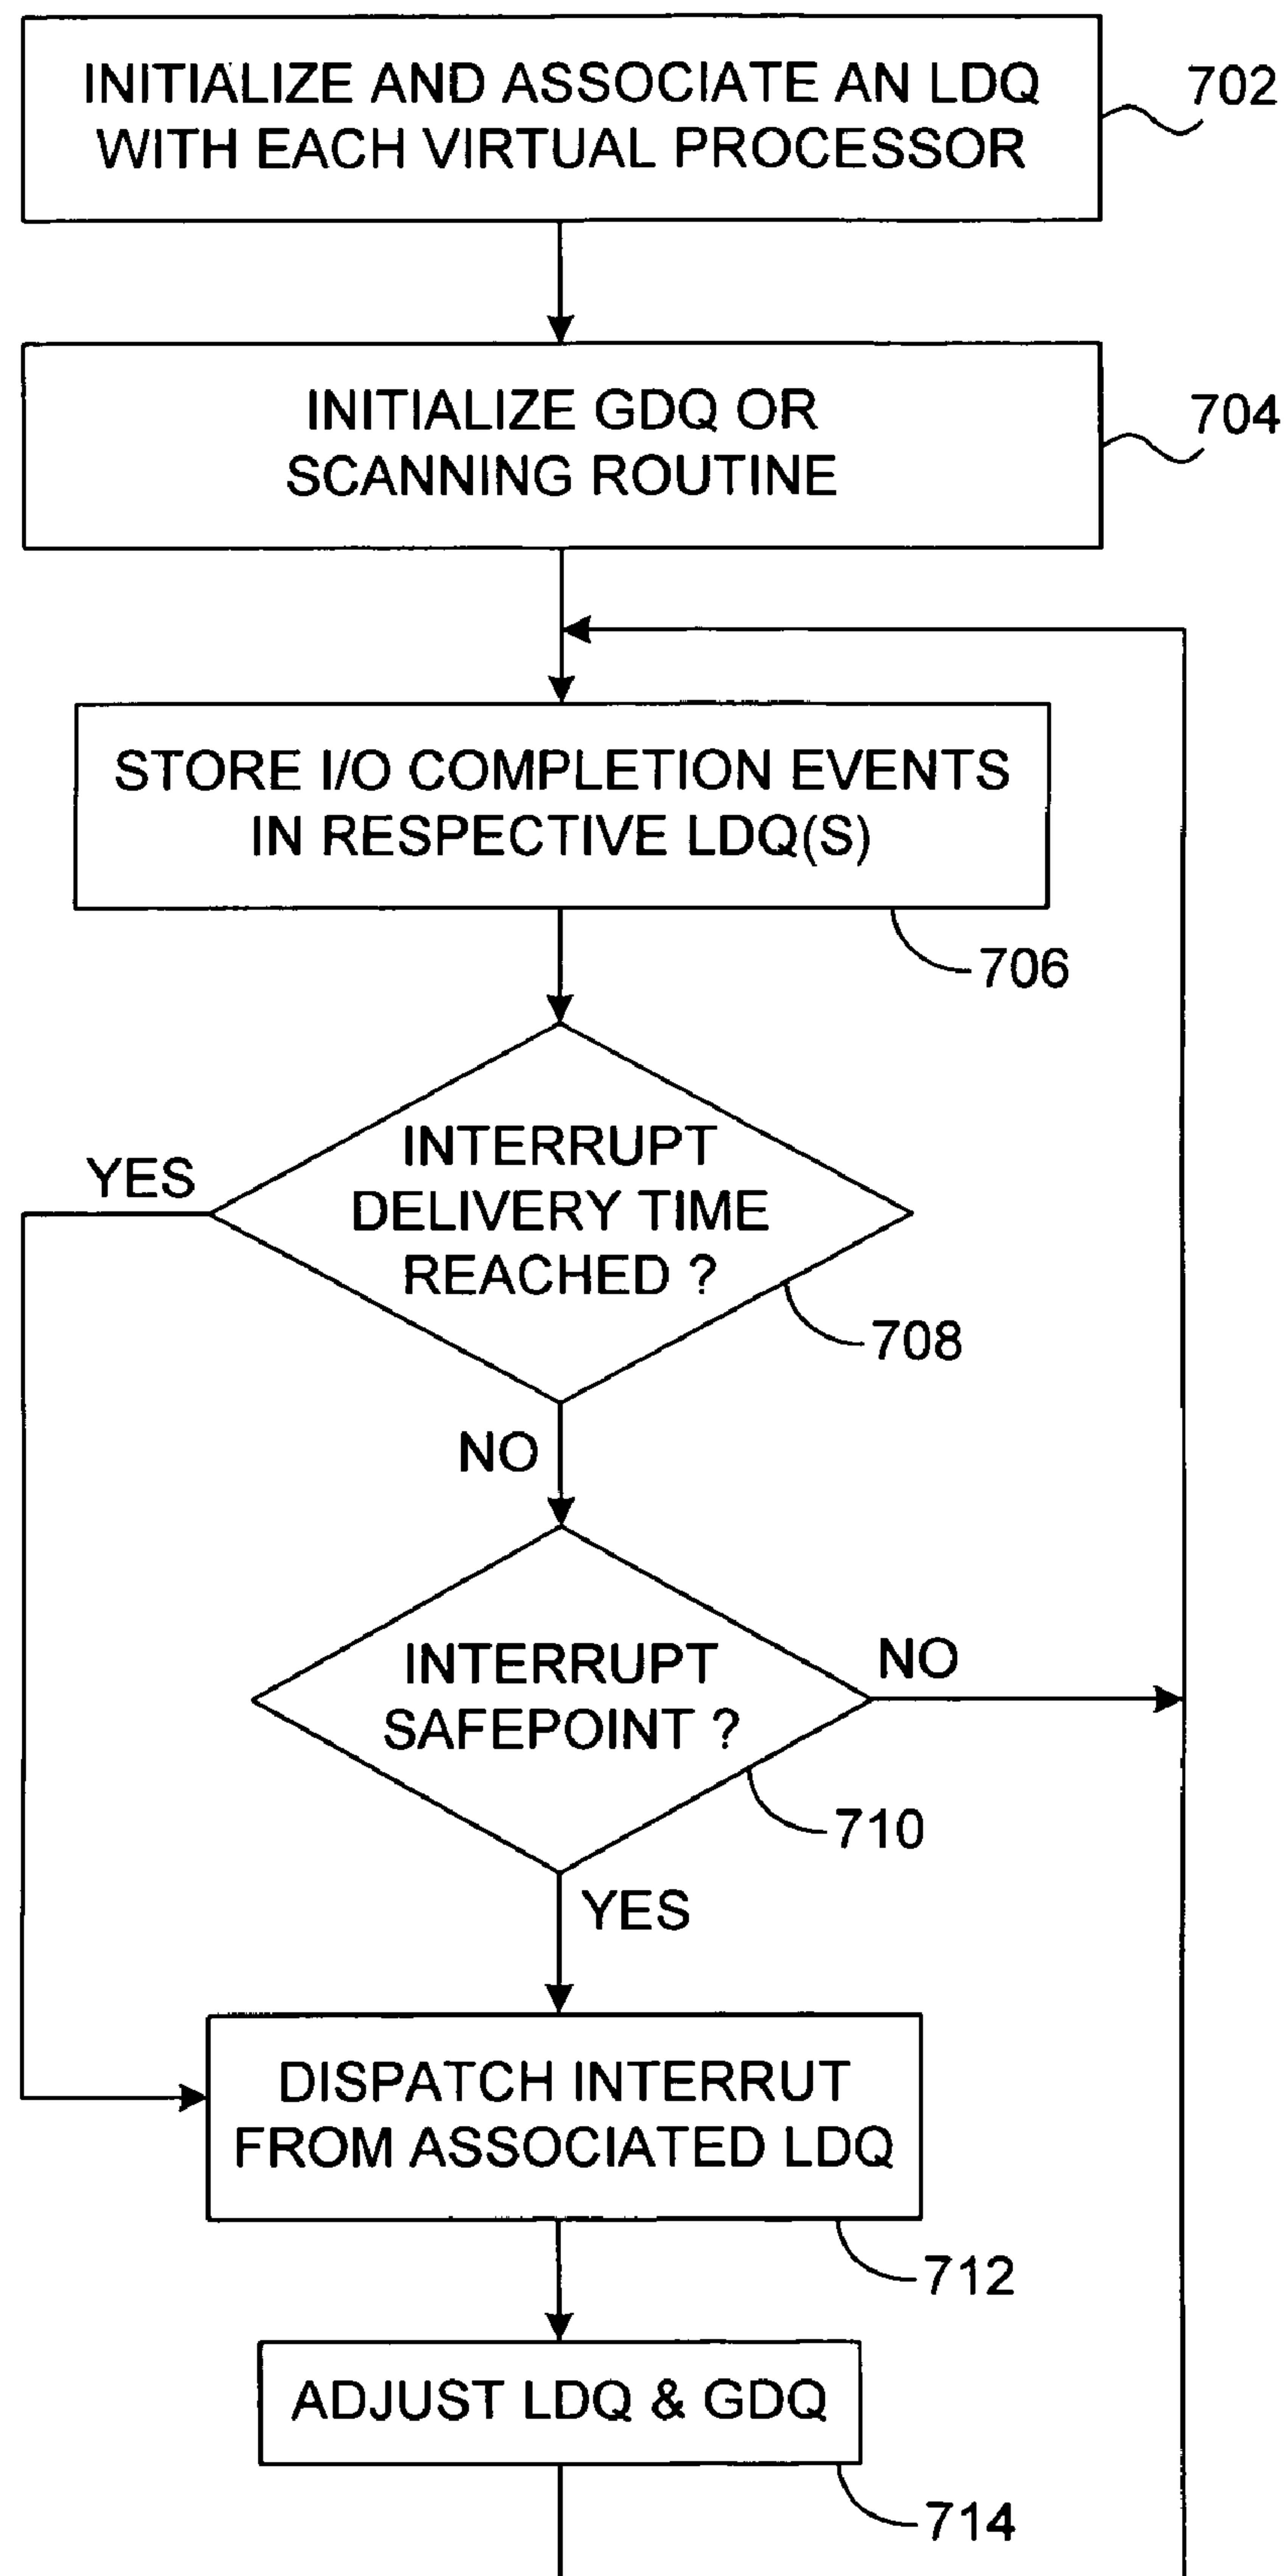 INITIALIZE AND ASSOCIATE AN LDQ
WITH EACH VIRTUAL PROCESSOR
702
INITIALIZE GDQ OR
SCANNING ROUTINE
704
STORE I/O COMPLETION EVENTS
IN RESPECTIVE LDQ(S)
706
INTERRUPT
DELIVERY TIME
REACHED ?
YES
708
NO
INTERRUPT
SAFEPOINT ?
NO
710
YES
DISPATCH INTERRUT
FROM ASSOCIATED LDQ
712
ADJUST LDQ & GDQ
714